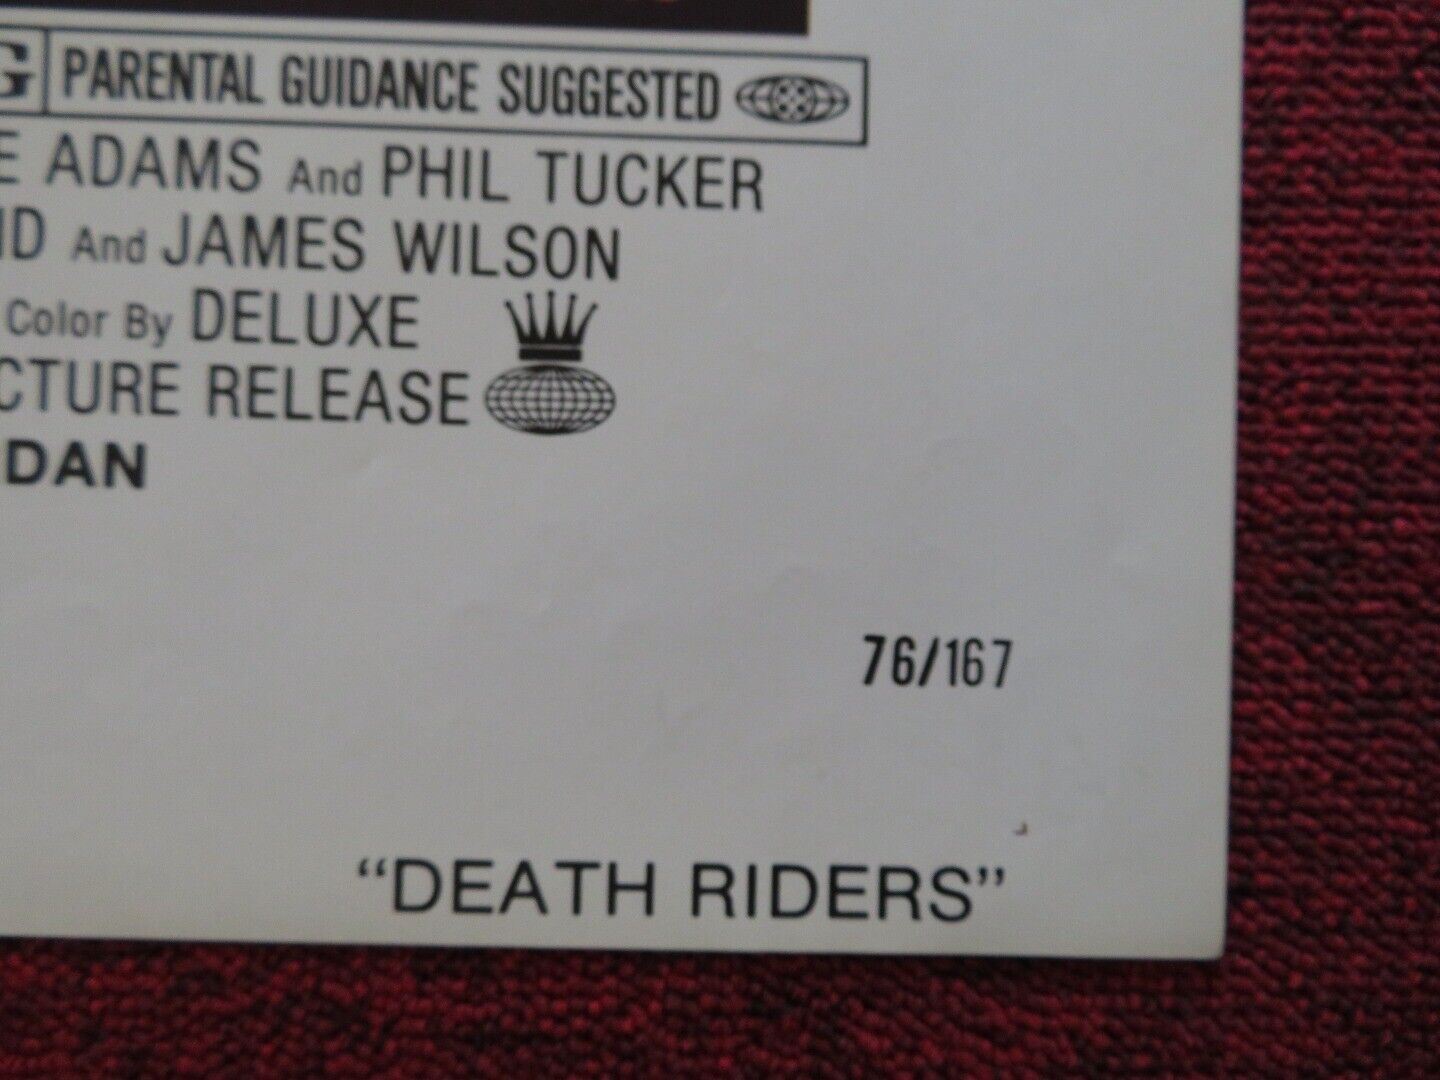 G PARENTAL GUIDANCE SUGGESTED
E ADAMS And PHIL TUCKER
ID And JAMES WILSON
Color By DELUXE
CTURE RELEASE
DAN
76/167
“DEATH RIDERS”